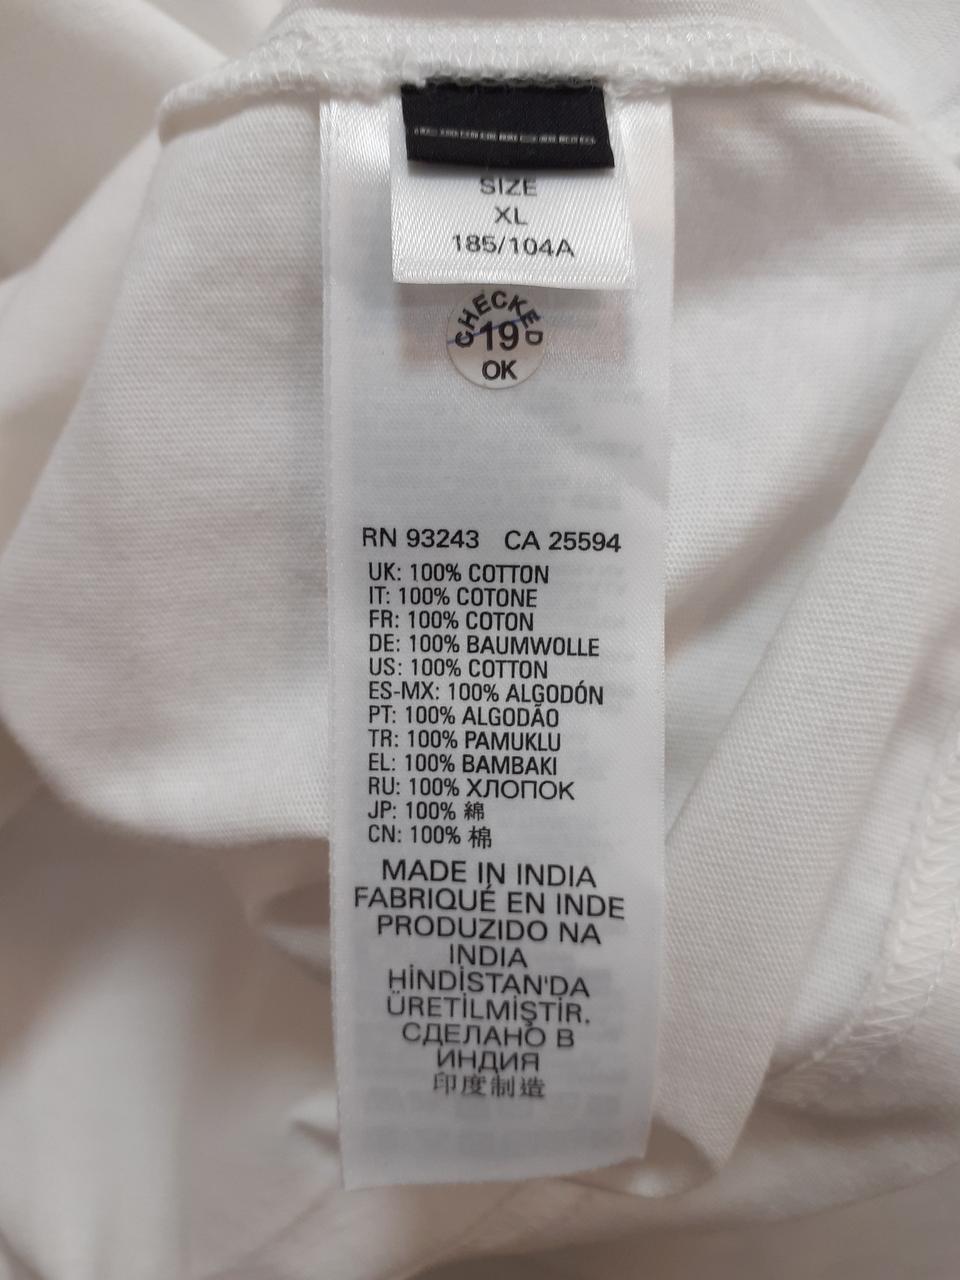 SIZE
XL
185/104A
CHECKED
19
OK
RN 93243 CA 25594
UK: 100% COTTON
IT: 100% COTONE
FR: 100% COTON
DE: 100% BAUMWOLLE
US: 100% COTTON
ES-MX: 100% ALGODÓN
PT: 100% ALGODÃO
TR: 100% PAMUKLU
EL: 100% BAMBAKI
RU: 100% ХЛОПОК
JP: 100% 綿
CN: 100% 棉
MADE IN INDIA
FABRIQUÉ EN INDE
PRODUZIDO NA
INDIA
HİNDİSTAN'DA
ÜRETİLMİŞTİR.
СДЕЛАНО В
ИНДИЯ
印度制造